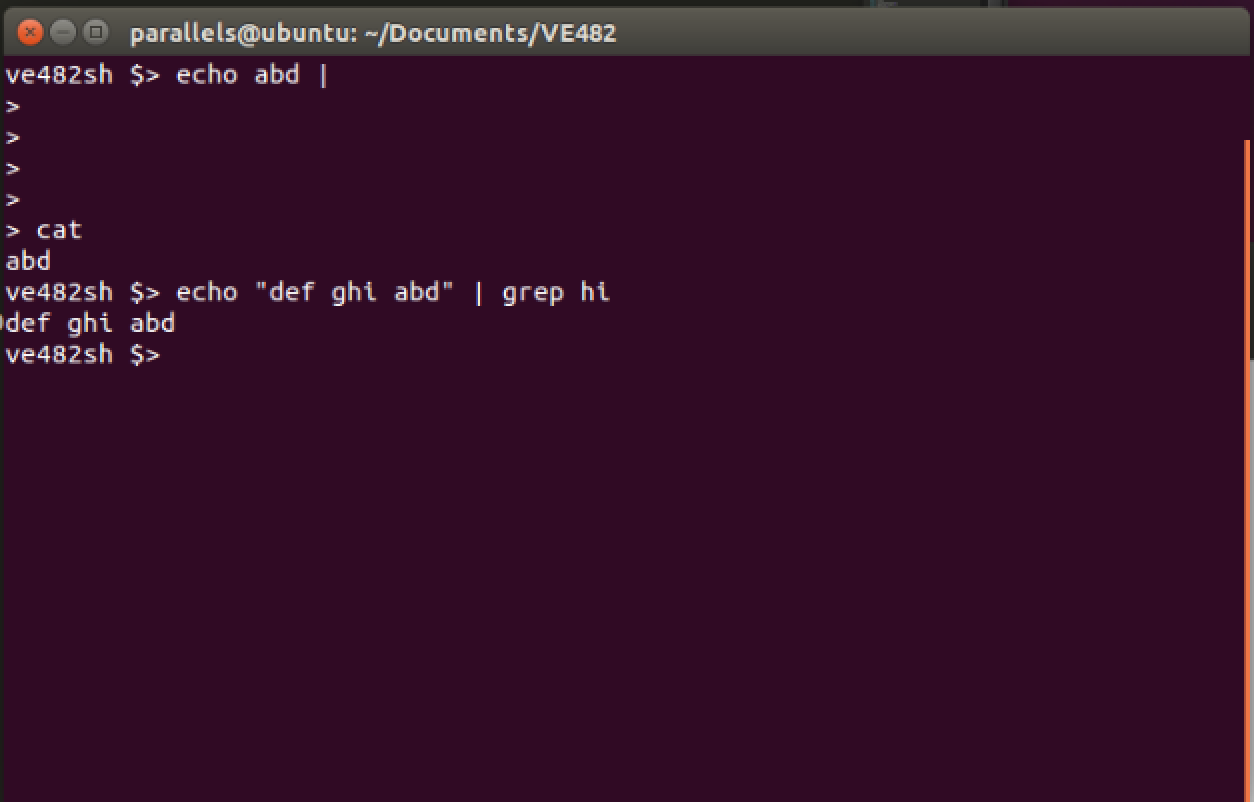 parallels@ubuntu: ~/Documents/VE482
ve482sh $> echo abd |
>
>
>
>
> cat
abd
ve482sh $> echo "def ghi abd" | grep hi
def ghi abd
ve482sh $>